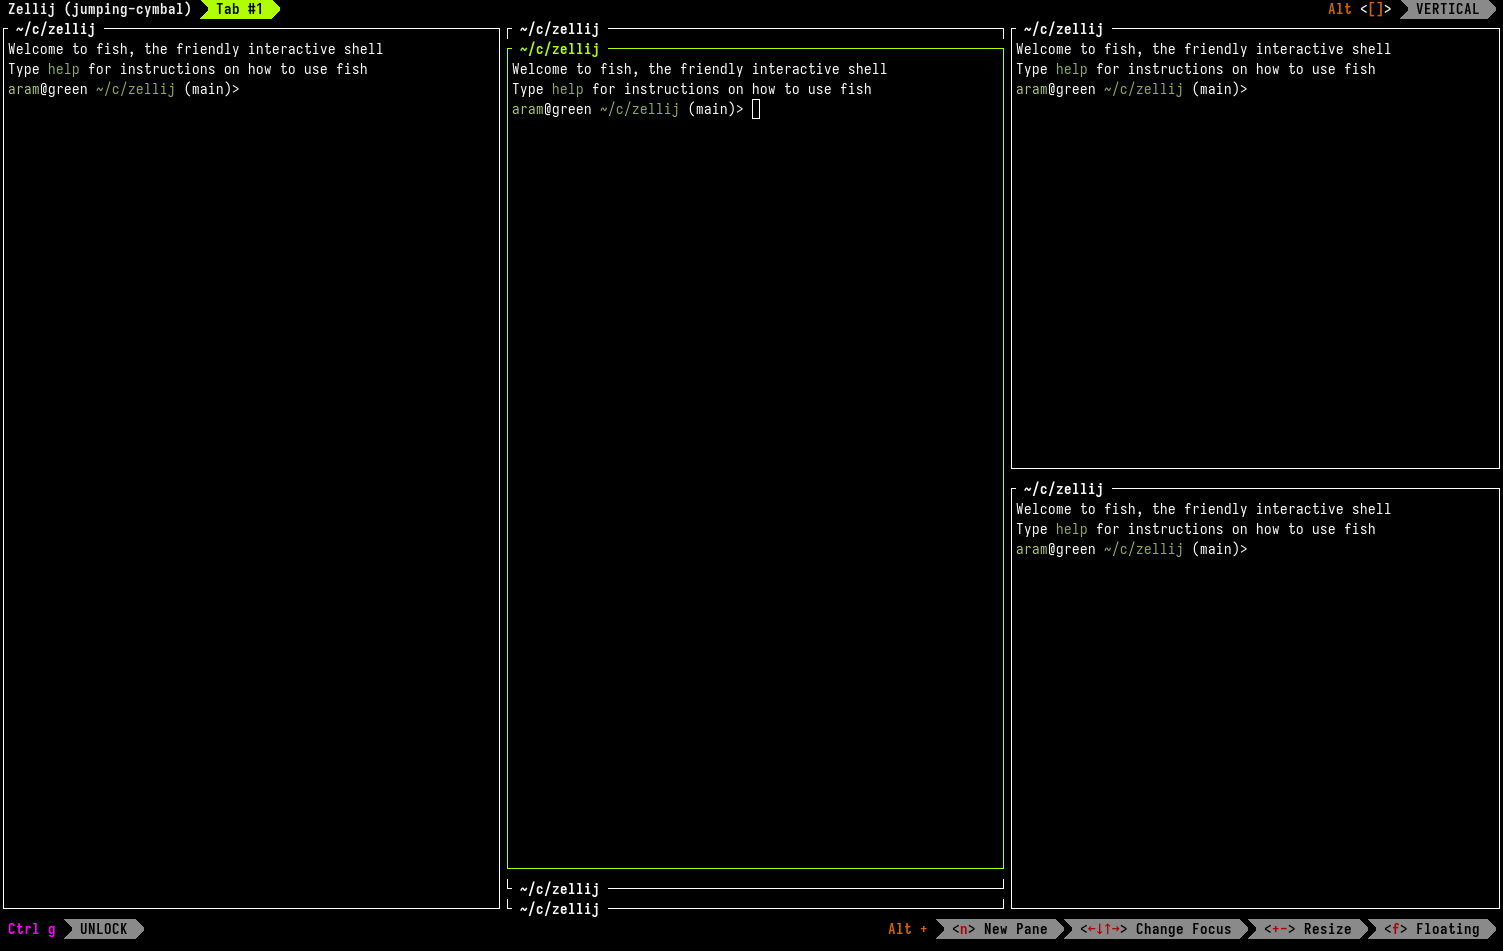 Zellij (jumping-cymbal) Tab #1 Alt <[]> VERTICAL
~/c/zellij
Welcome to fish, the friendly interactive shell
Type help for instructions on how to use fish
aram@green ~/c/zellij (main)>
~/c/zellij
~/c/zellij
Welcome to fish, the friendly interactive shell
Type help for instructions on how to use fish
aram@green ~/c/zellij (main)>
~/c/zellij
~/c/zellij
~/c/zellij
Welcome to fish, the friendly interactive shell
Type help for instructions on how to use fish
aram@green ~/c/zellij (main)>
~/c/zellij
Welcome to fish, the friendly interactive shell
Type help for instructions on how to use fish
aram@green ~/c/zellij (main)>
Ctrl g UNLOCK Alt + <n> New Pane <←↓↑→> Change Focus <+-> Resize <f> Floating